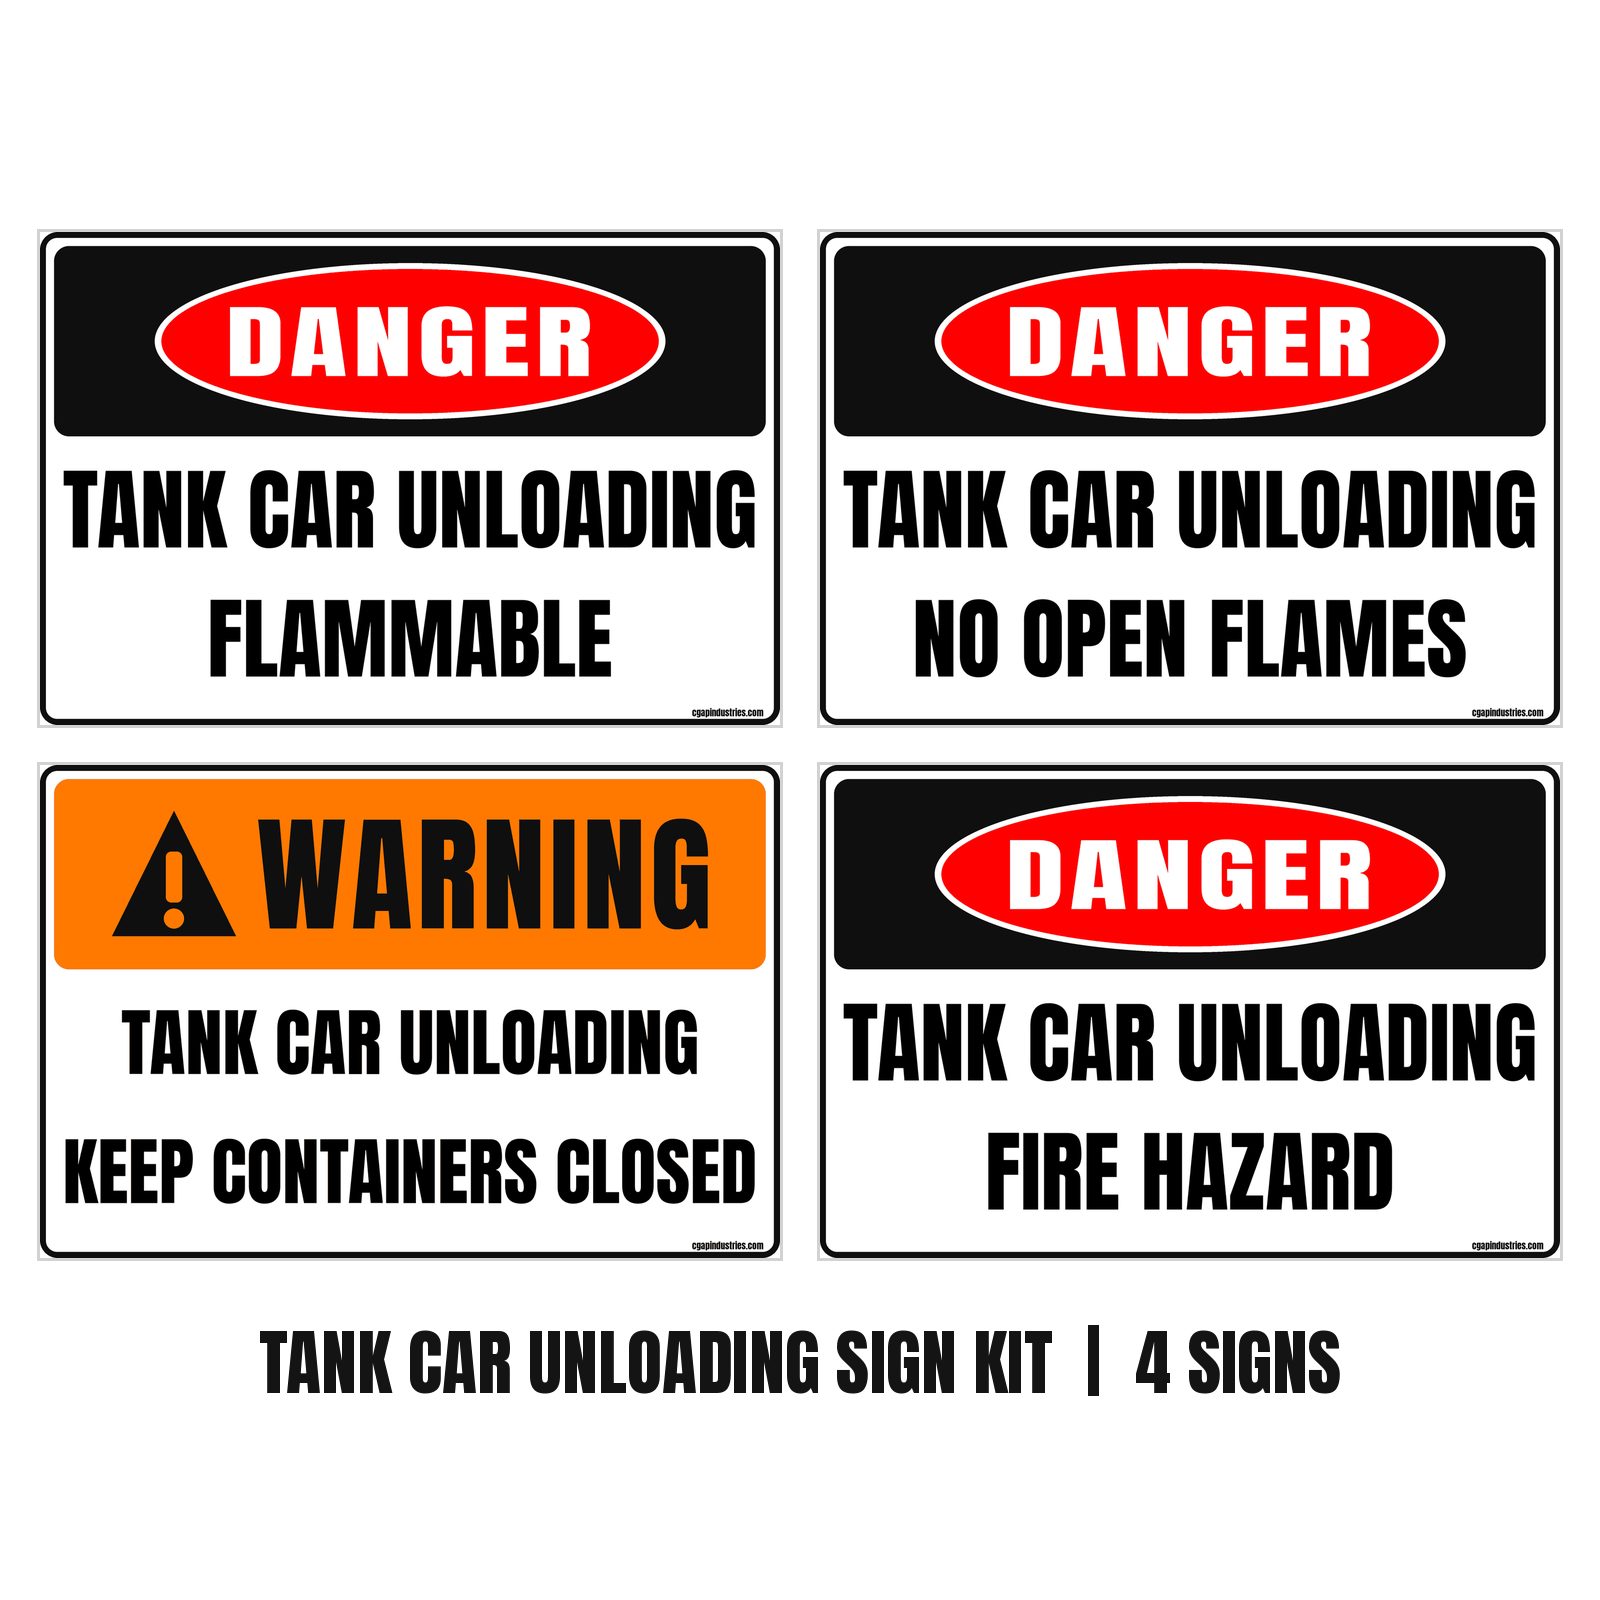 DANGER
TANK CAR UNLOADING
FLAMMABLE
cgapindustries.com
DANGER
TANK CAR UNLOADING
NO OPEN FLAMES
cgapindustries.com
WARNING
TANK CAR UNLOADING
KEEP CONTAINERS CLOSED
cgapindustries.com
DANGER
TANK CAR UNLOADING
FIRE HAZARD
cgapindustries.com
TANK CAR UNLOADING SIGN KIT | 4 SIGNS